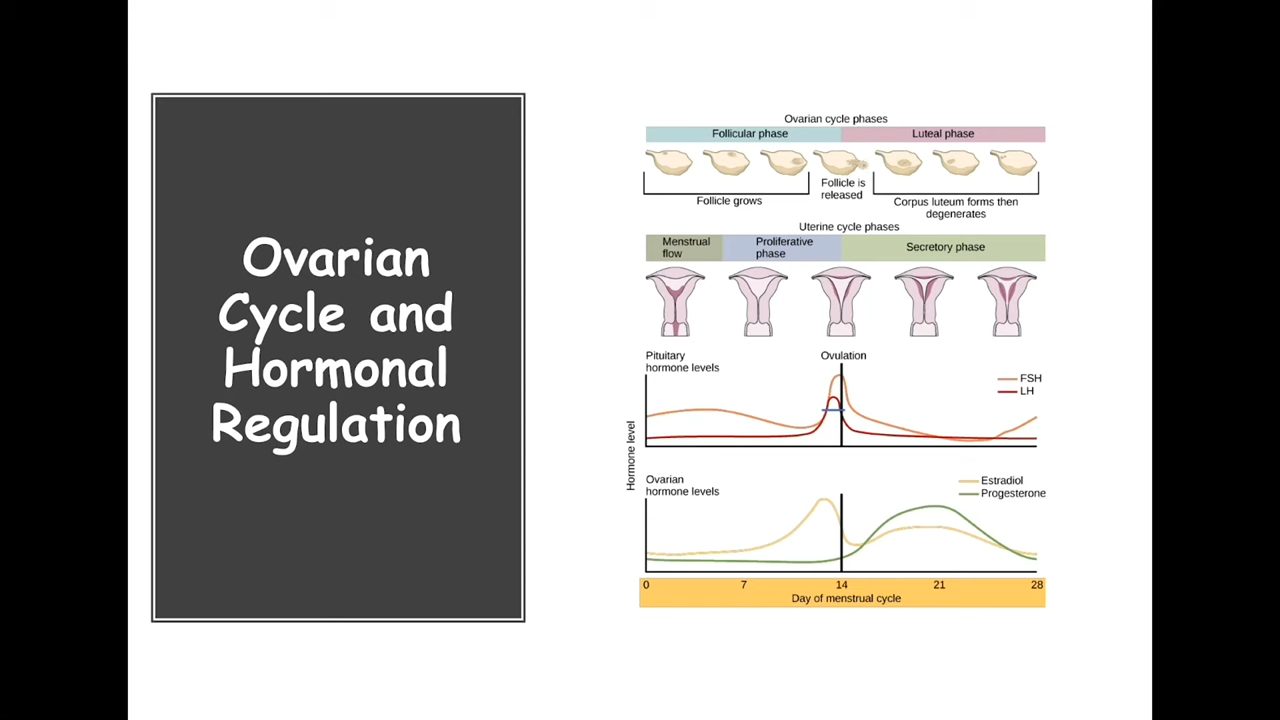 Ovarian
Cycle and
Hormonal
Regulation
Ovarian cycle phases
Follicular phase
Luteal phase
Follicle grows
Follicle is
released
Corpus luteum forms then
degenerates
Uterine cycle phases
Menstrual
flow
Proliferative
phase
Secretory phase
Pituitary
hormone levels
Ovulation
FSH
LH
Hormone level
Ovarian
hormone levels
Estradiol
Progesterone
0 7 14 21 28
Day of menstrual cycle